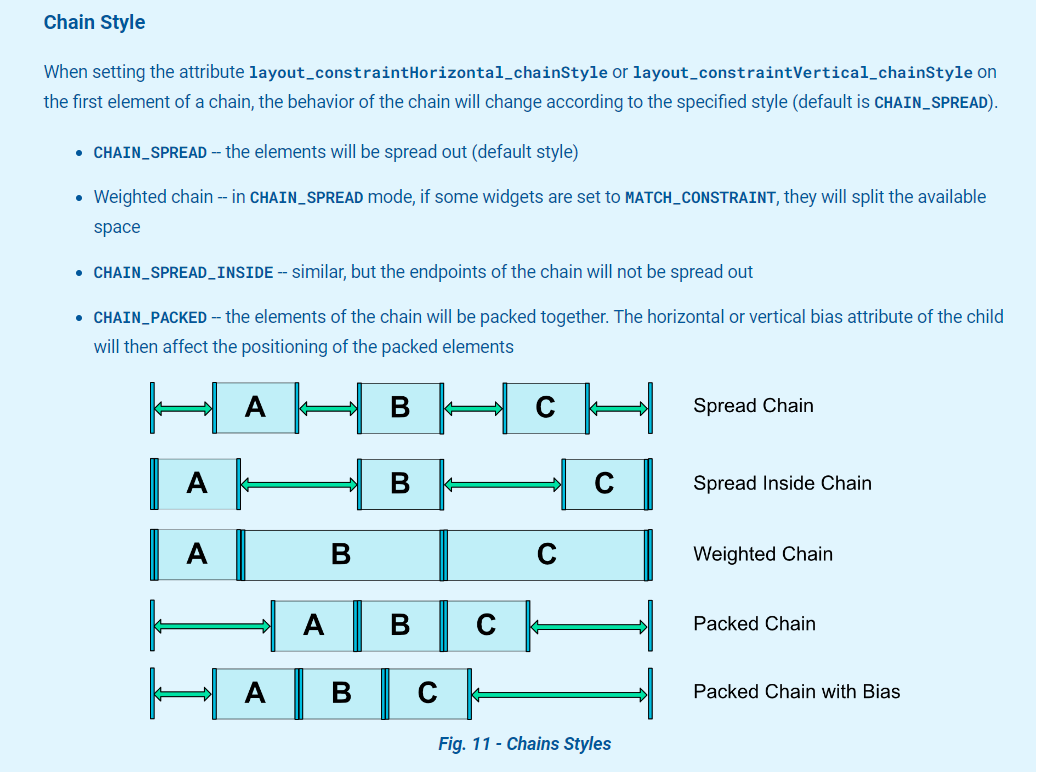 Chain Style
When setting the attribute layout_constraintHorizontal_chainStyle or layout_constraintVertical_chainStyle on
the first element of a chain, the behavior of the chain will change according to the specified style (default is CHAIN_SPREAD).
• CHAIN_SPREAD -- the elements will be spread out (default style)
• Weighted chain -- in CHAIN_SPREAD mode, if some widgets are set to MATCH_CONSTRAINT, they will split the available
space
• CHAIN_SPREAD_INSIDE -- similar, but the endpoints of the chain will not be spread out
• CHAIN_PACKED -- the elements of the chain will be packed together. The horizontal or vertical bias attribute of the child
will then affect the positioning of the packed elements
A B C Spread Chain
A B C Spread Inside Chain
A B C Weighted Chain
A B C Packed Chain
A B C Packed Chain with Bias
Fig. 11 - Chains Styles